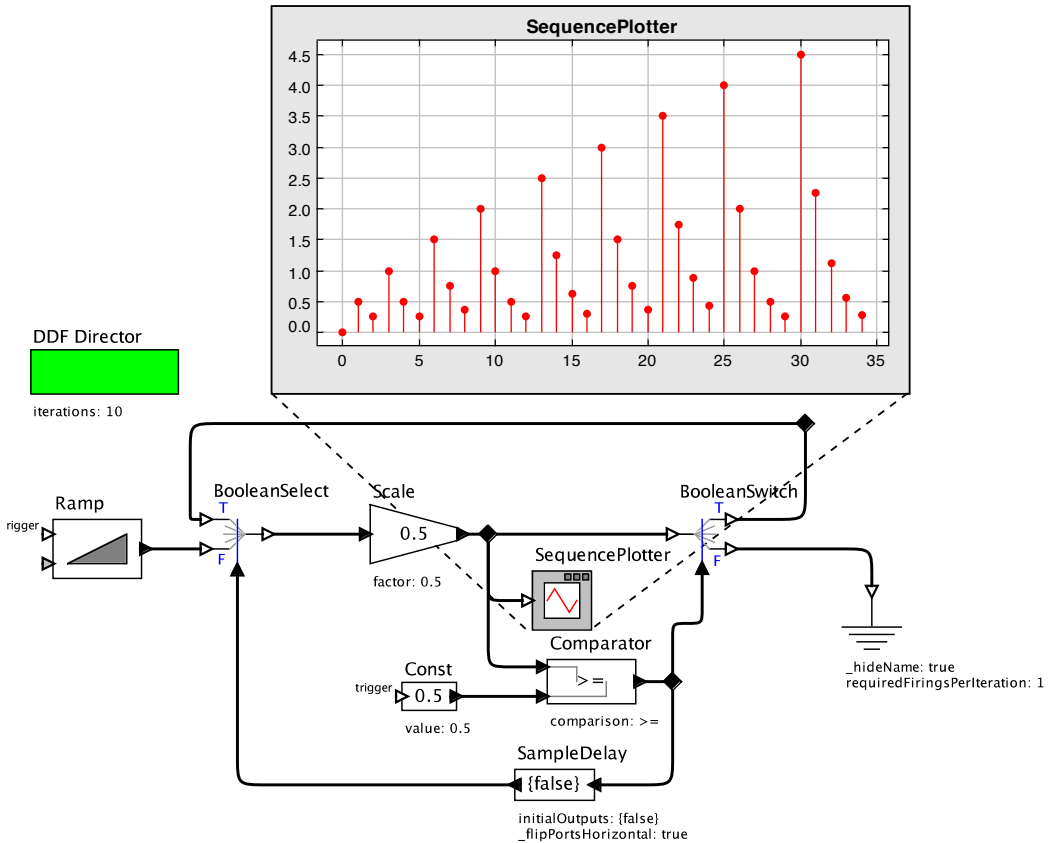 SequencePlotter
4.5
4.0
3.5
3.0
2.5
2.0
1.5
1.0
0.5
0.0
0 5 10 15 20 25 30 35
DDF Director
iterations: 10
Ramp
rigger
BooleanSelect
T
F
Scale
0.5
factor: 0.5
BooleanSwitch
T
F
SequencePlotter
Comparator
>=
comparison: >=
Const
trigger
0.5
value: 0.5
_hideName: true
requiredFiringsPerIteration: 1
SampleDelay
{false}
initialOutputs: {false}
_flipPortsHorizontal: true